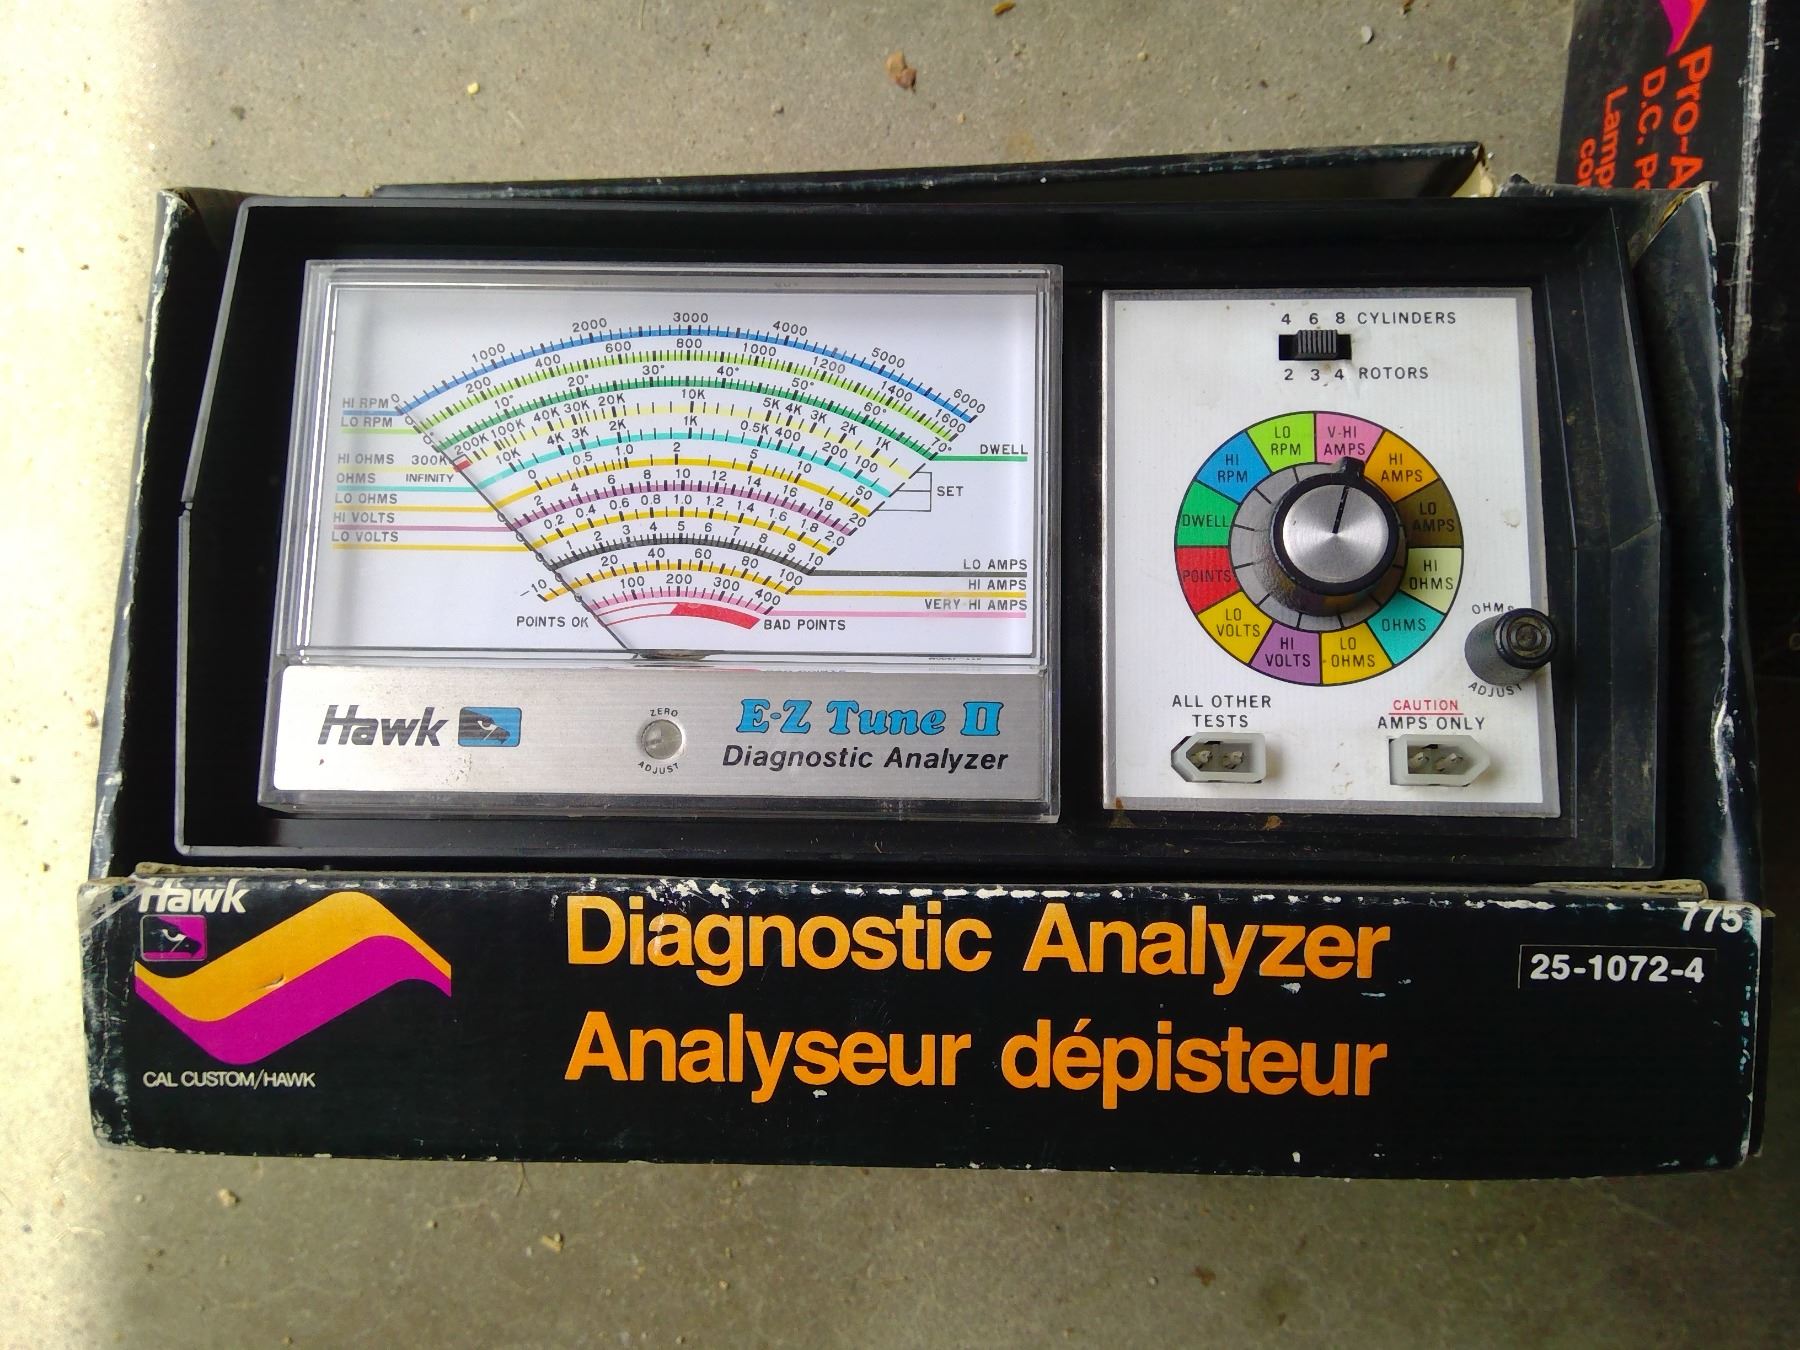 Pro-A
D.C. Po
Lamp
co
1000 2000 3000 4000 5000 6000
0 200 400 600 800 1000 1200 1400 1600
0 10° 20° 30° 40° 50° 60° 70°
HI RPM
LO RPM
DWELL
HI OHMS 300K 200K 100K 40K 30K 20K 10K 5K 4K 3K 2K 1K
OHMS INFINITY 10K 4K 3K 2K 1K 0.5K 400 200 100 50
SET
LO OHMS 0 0.5 1.0 2 5 10 20
HI VOLTS 2 4 6 8 10 12 14 16 18 20
LO VOLTS 0 0.2 0.4 0.6 0.8 1.0 1.2 1.4 1.6 1.8 2.0
0 1 2 3 4 5 6 7 8 9 10
LO AMPS
-10 0 20 40 60 80 100
HI AMPS
0 100 200 300 400
VERY HI AMPS
POINTS OK
BAD POINTS
Hawk
ZERO
ADJUST
E-Z Tune II
Diagnostic Analyzer
4 6 8 CYLINDERS
2 3 4 ROTORS
LO RPM
V-HI AMPS
HI AMPS
LO AMPS
HI OHMS
OHMS
LO OHMS
HI VOLTS
LO VOLTS
POINTS
DWELL
HI RPM
OHMS
ADJUST
ALL OTHER
TESTS
CAUTION
AMPS ONLY
Hawk
CAL CUSTOM/HAWK
Diagnostic Analyzer
Analyseur dépisteur
775
25-1072-4